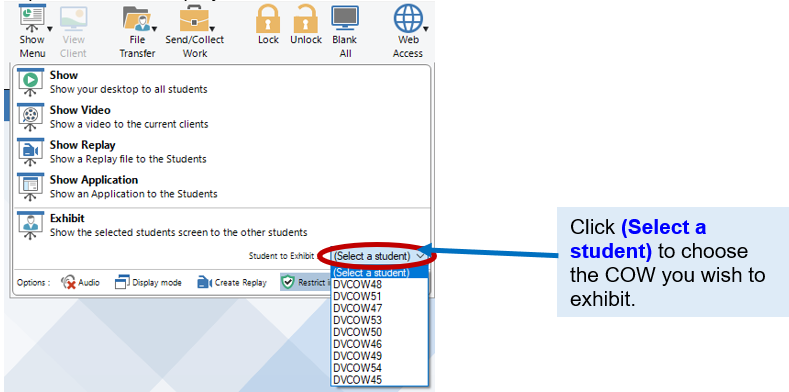 Show Menu
View Client
File Transfer
Send/Collect Work
Lock
Unlock
Blank All
Web Access
Show
Show your desktop to all students
Show Video
Show a video to the current clients
Show Replay
Show a Replay file to the Students
Show Application
Show an Application to the Students
Exhibit
Show the selected students screen to the other students
Student to Exhibit (Select a student)
(Select a student)
DVCOW48
DVCOW51
DVCOW47
DVCOW53
DVCOW50
DVCOW46
DVCOW49
DVCOW54
DVCOW45
Options : Audio Display mode Create Replay Restrict
Click (Select a
student) to choose
the COW you wish to
exhibit.